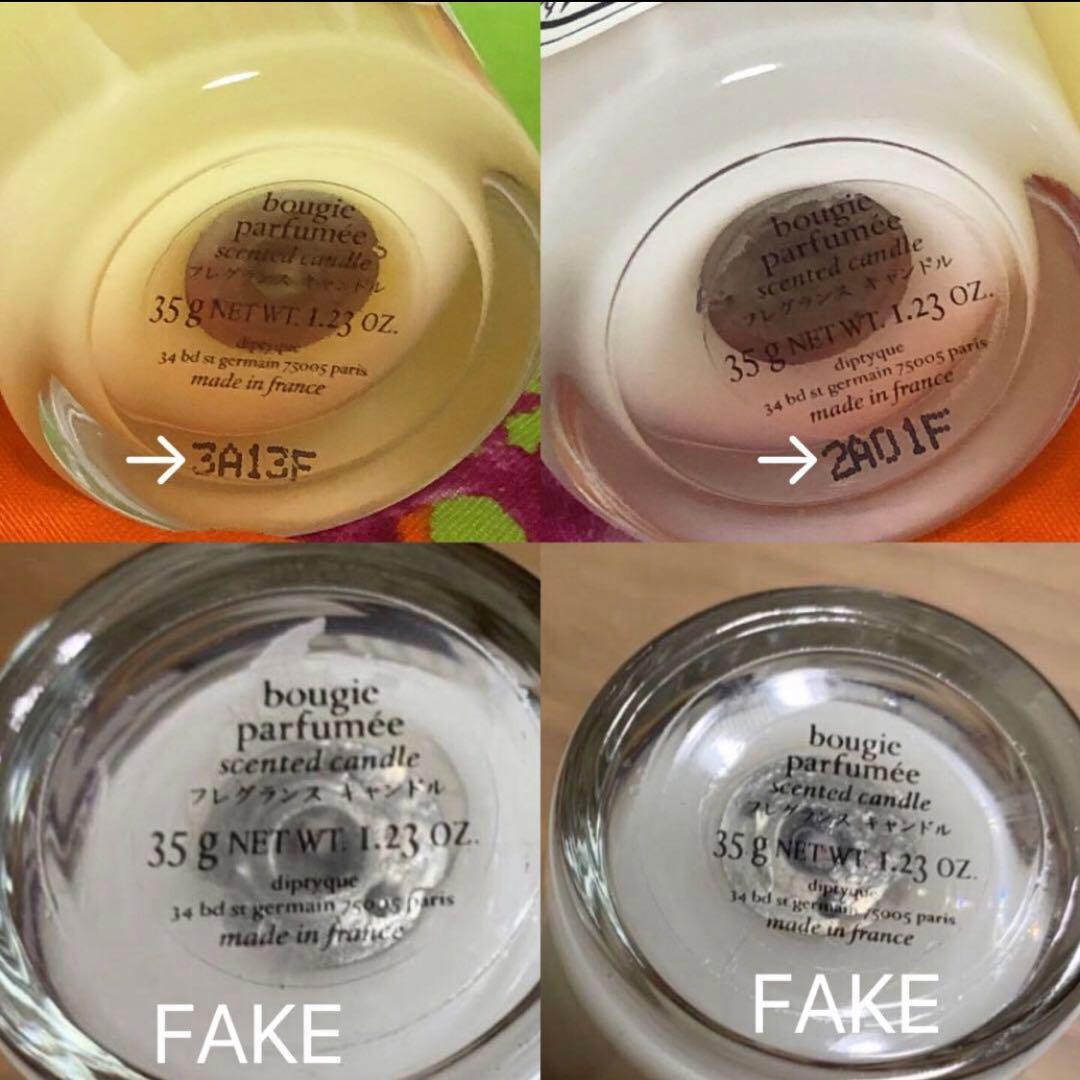 bougie
parfumée
scented candle
フレグランス キャンドル
35 g NET WT. 1.23 OZ.
diptyque
34 bd st germain 75005 paris
made in france
→3A13F
bougie
parfumée
scented candle
フレグランス キャンドル
35 g NET WT. 1.23 OZ.
diptyque
34 bd st germain 75005 paris
made in france
→2A01F
bougie
parfumée
scented candle
フレグランス キャンドル
35 g NET WT. 1.23 OZ.
diptyque
34 bd st germain 75005 paris
made in france
FAKE
bougie
parfumée
scented candle
フレグランス キャンドル
35 g NET WT. 1.23 OZ.
diptyque
34 bd st germain 75005 paris
made in france
FAKE